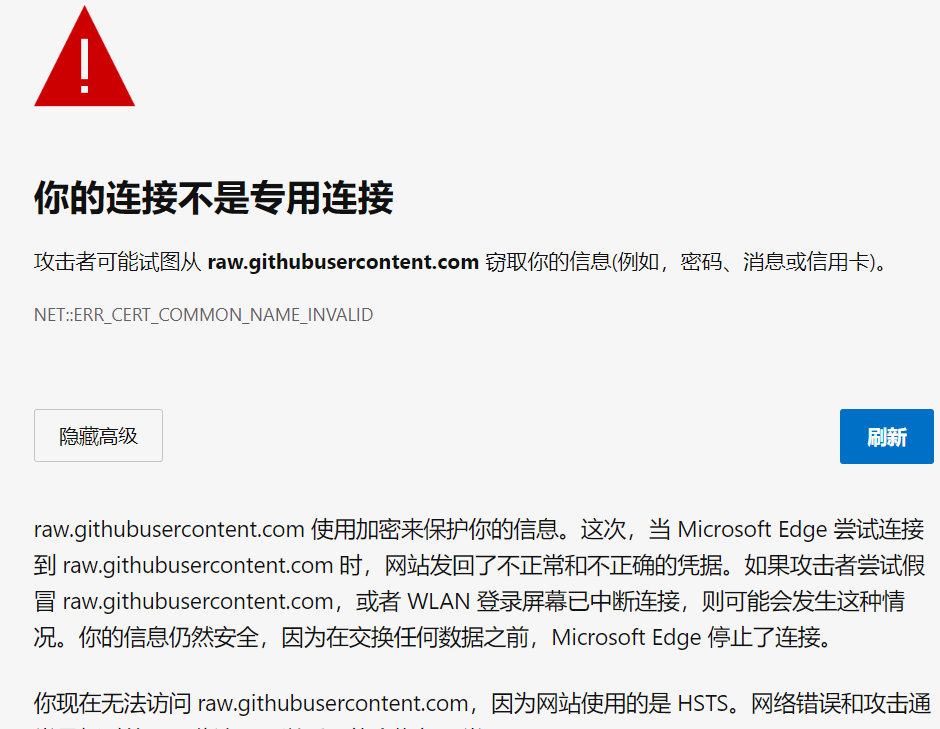 你的连接不是专用连接
攻击者可能试图从 raw.githubusercontent.com 窃取你的信息(例如，密码、消息或信用卡)。
NET::ERR_CERT_COMMON_NAME_INVALID
隐藏高级
刷新
raw.githubusercontent.com 使用加密来保护你的信息。这次，当 Microsoft Edge 尝试连接
到 raw.githubusercontent.com 时，网站发回了不正常和不正确的凭据。如果攻击者尝试假
冒 raw.githubusercontent.com，或者 WLAN 登录屏幕已中断连接，则可能会发生这种情
况。你的信息仍然安全，因为在交换任何数据之前，Microsoft Edge 停止了连接。
你现在无法访问 raw.githubusercontent.com，因为网站使用的是 HSTS。网络错误和攻击通